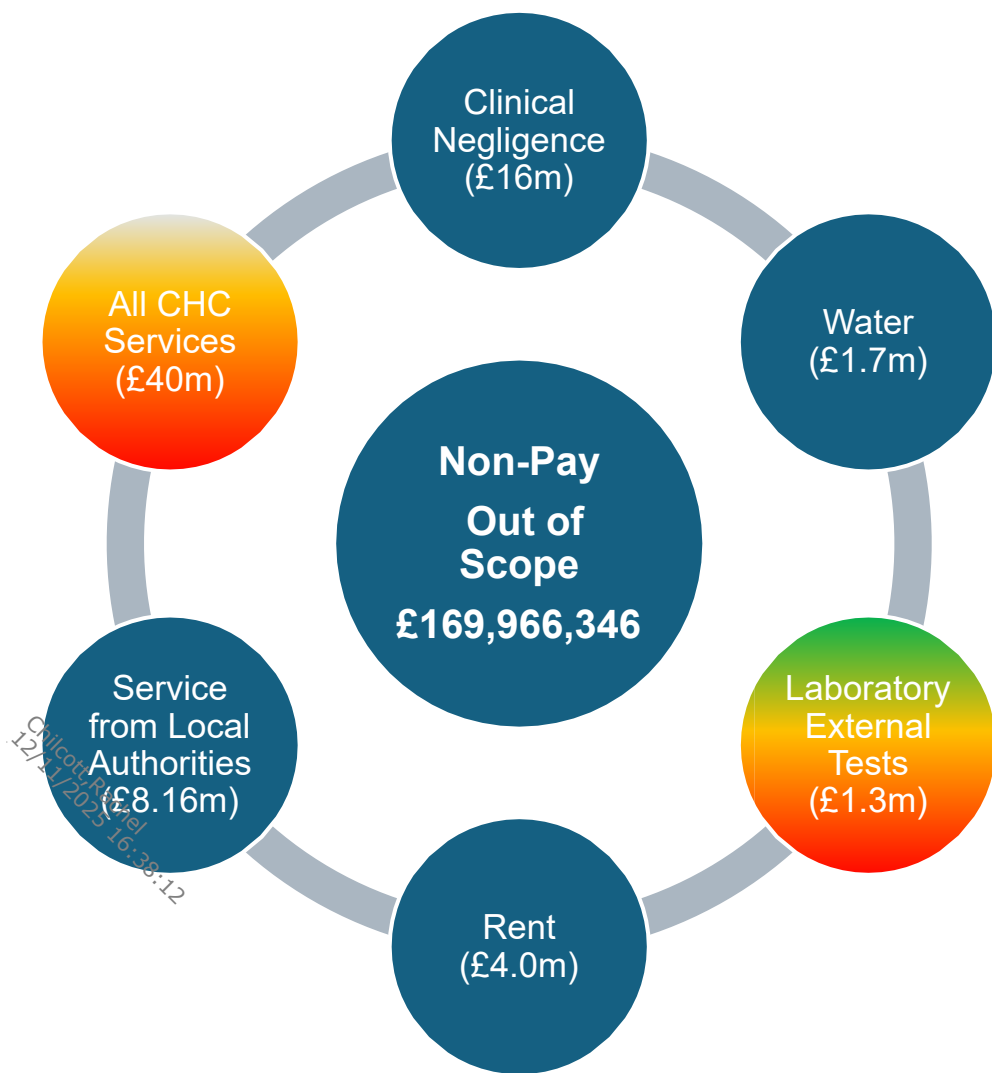 Clinical
Negligence
(£16m)
Water
(£1.7m)
Laboratory
External
Tests
(£1.3m)
Rent
(£4.0m)
Service
from Local
Authorities
(£8.16m)
All CHC
Services
(£40m)
Non-Pay
Out of
Scope
£169,966,346
Chilcott,Rachel
12/11/2025 16:38:12